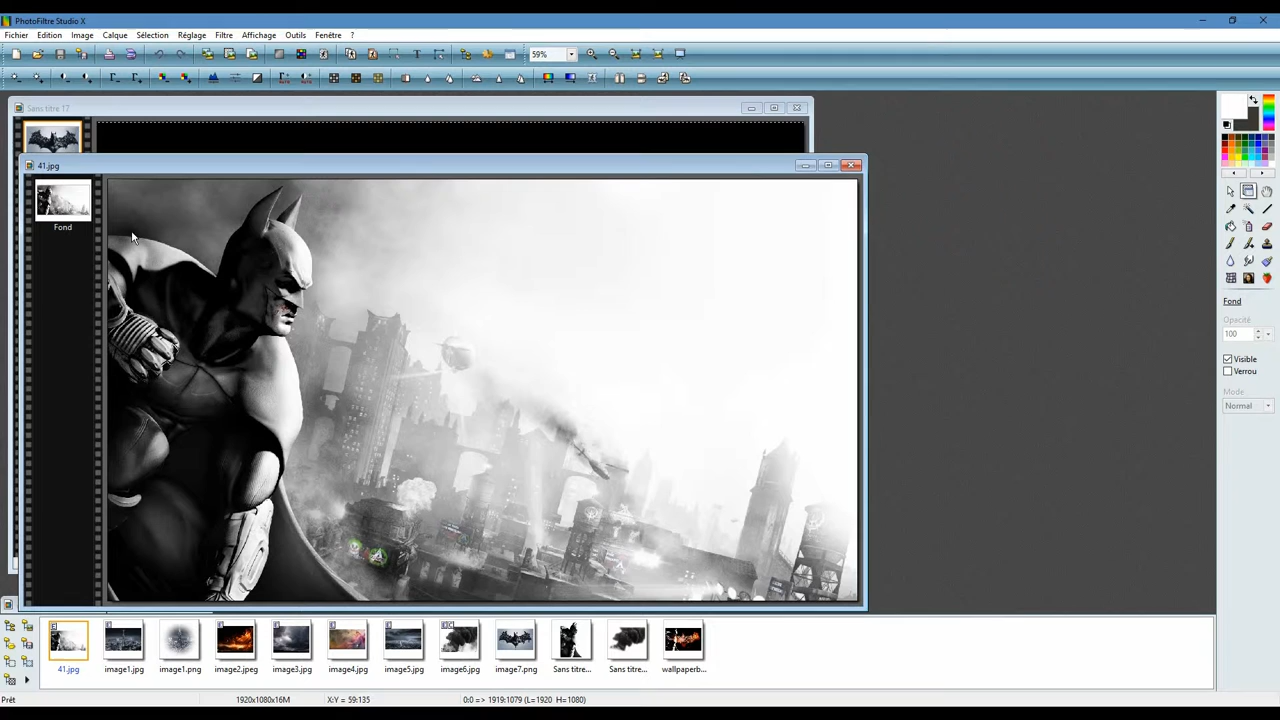 PhotoFiltre Studio X
Fichier Edition Image Calque Sélection Réglage Filtre Affichage Outils Fenêtre ?
59%
Sans titre 17
41.jpg
Fond
Fond
Opacité
100
Visible
Verrou
Mode
Normal
41.jpg image1.jpg image1.png image2.jpeg image3.jpg image4.jpg image5.jpg image6.jpg image7.png Sans titre... Sans titre... wallpaperb...
Prêt 1920x1080x16M X:Y = 59:135 0:0 => 1919:1079 (L=1920 H=1080)